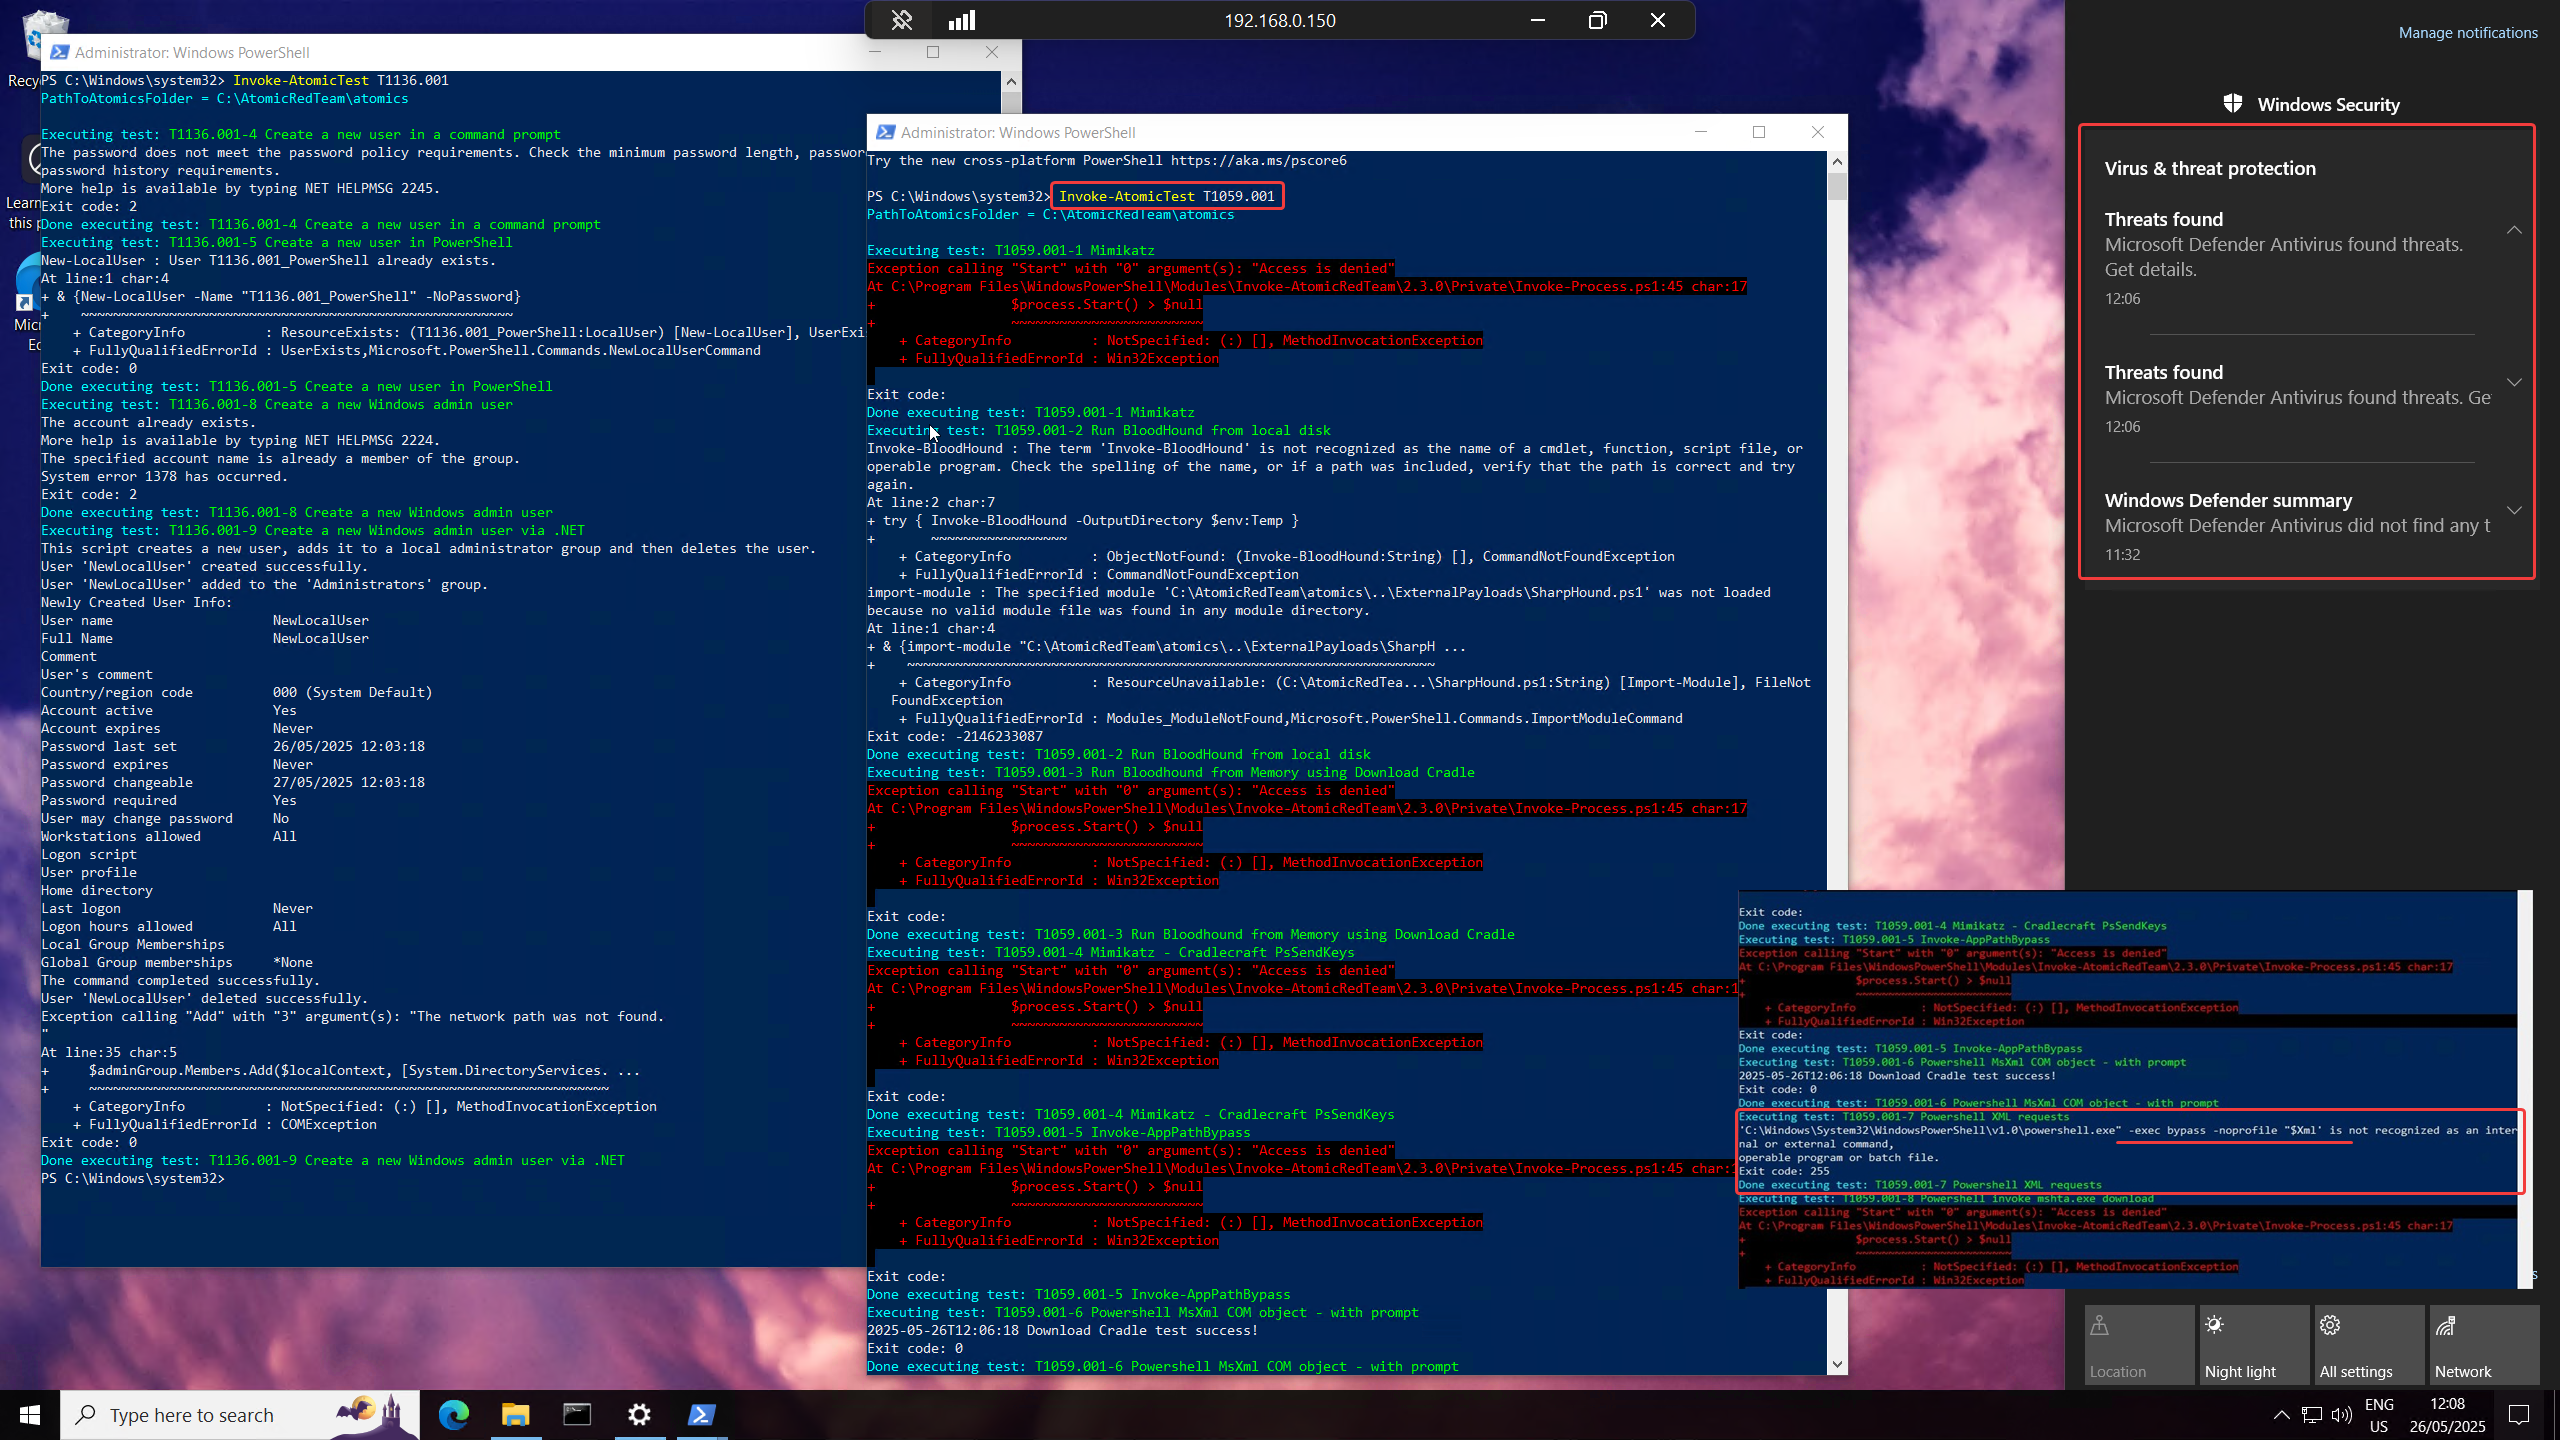 192.168.0.150
Recy
Learn
this p
Micr
Ed
Administrator: Windows PowerShell
PS C:\Windows\system32> Invoke-AtomicTest T1136.001
PathToAtomicsFolder = C:\AtomicRedTeam\atomics
Executing test: T1136.001-4 Create a new user in a command prompt
The password does not meet the password policy requirements. Check the minimum password length, passwor
password history requirements.
More help is available by typing NET HELPMSG 2245.
Exit code: 2
Done executing test: T1136.001-4 Create a new user in a command prompt
Executing test: T1136.001-5 Create a new user in PowerShell
New-LocalUser : User T1136.001_PowerShell already exists.
At line:1 char:4
+ & {New-LocalUser -Name "T1136.001_PowerShell" -NoPassword}
+    ~~~~~~~~~~~~~~~~~~~~~~~~~~~~~~~~~~~~~~~~~~~~~~~~~~~~~~
    + CategoryInfo          : ResourceExists: (T1136.001_PowerShell:LocalUser) [New-LocalUser], UserExi
    + FullyQualifiedErrorId : UserExists,Microsoft.PowerShell.Commands.NewLocalUserCommand
Exit code: 0
Done executing test: T1136.001-5 Create a new user in PowerShell
Executing test: T1136.001-8 Create a new Windows admin user
The account already exists.
More help is available by typing NET HELPMSG 2224.
The specified account name is already a member of the group.
System error 1378 has occurred.
Exit code: 2
Done executing test: T1136.001-8 Create a new Windows admin user
Executing test: T1136.001-9 Create a new Windows admin user via .NET
This script creates a new user, adds it to a local administrator group and then deletes the user.
User 'NewLocalUser' created successfully.
User 'NewLocalUser' added to the 'Administrators' group.
Newly Created User Info:
User name                    NewLocalUser
Full Name                    NewLocalUser
Comment
User's comment
Country/region code          000 (System Default)
Account active               Yes
Account expires              Never
Password last set            26/05/2025 12:03:18
Password expires             Never
Password changeable          27/05/2025 12:03:18
Password required            Yes
User may change password     No
Workstations allowed         All
Logon script
User profile
Home directory
Last logon                   Never
Logon hours allowed          All
Local Group Memberships
Global Group memberships     *None
The command completed successfully.
User 'NewLocalUser' deleted successfully.
Exception calling "Add" with "3" argument(s): "The network path was not found.
"
At line:35 char:5
+     $adminGroup.Members.Add($localContext, [System.DirectoryServices. ...
+     ~~~~~~~~~~~~~~~~~~~~~~~~~~~~~~~~~~~~~~~~~~~~~~~~~~~~~~~~~~~~~~~~~
    + CategoryInfo          : NotSpecified: (:) [], MethodInvocationException
    + FullyQualifiedErrorId : COMException
Exit code: 0
Done executing test: T1136.001-9 Create a new Windows admin user via .NET
PS C:\Windows\system32>
Administrator: Windows PowerShell
Try the new cross-platform PowerShell https://aka.ms/pscore6
PS C:\Windows\system32> Invoke-AtomicTest T1059.001
PathToAtomicsFolder = C:\AtomicRedTeam\atomics
Executing test: T1059.001-1 Mimikatz
Exception calling "Start" with "0" argument(s): "Access is denied"
At C:\Program Files\WindowsPowerShell\Modules\Invoke-AtomicRedTeam\2.3.0\Private\Invoke-Process.ps1:45 char:17
+                 $process.Start() > $null
+                 ~~~~~~~~~~~~~~~~~~~~~~~~
    + CategoryInfo          : NotSpecified: (:) [], MethodInvocationException
    + FullyQualifiedErrorId : Win32Exception
Exit code:
Done executing test: T1059.001-1 Mimikatz
Executing test: T1059.001-2 Run BloodHound from local disk
Invoke-BloodHound : The term 'Invoke-BloodHound' is not recognized as the name of a cmdlet, function, script file, or
operable program. Check the spelling of the name, or if a path was included, verify that the path is correct and try
again.
At line:2 char:7
+ try { Invoke-BloodHound -OutputDirectory $env:Temp }
+       ~~~~~~~~~~~~~~~~~
    + CategoryInfo          : ObjectNotFound: (Invoke-BloodHound:String) [], CommandNotFoundException
    + FullyQualifiedErrorId : CommandNotFoundException
import-module : The specified module 'C:\AtomicRedTeam\atomics\..\ExternalPayloads\SharpHound.ps1' was not loaded
because no valid module file was found in any module directory.
At line:1 char:4
+ & {import-module "C:\AtomicRedTeam\atomics\..\ExternalPayloads\SharpH ...
+    ~~~~~~~~~~~~~~~~~~~~~~~~~~~~~~~~~~~~~~~~~~~~~~~~~~~~~~~~~~~~~~~~~~
    + CategoryInfo          : ResourceUnavailable: (C:\AtomicRedTea...\SharpHound.ps1:String) [Import-Module], FileNot
   FoundException
    + FullyQualifiedErrorId : Modules_ModuleNotFound,Microsoft.PowerShell.Commands.ImportModuleCommand
Exit code: -2146233087
Done executing test: T1059.001-2 Run BloodHound from local disk
Executing test: T1059.001-3 Run Bloodhound from Memory using Download Cradle
Exception calling "Start" with "0" argument(s): "Access is denied"
At C:\Program Files\WindowsPowerShell\Modules\Invoke-AtomicRedTeam\2.3.0\Private\Invoke-Process.ps1:45 char:17
+                 $process.Start() > $null
+                 ~~~~~~~~~~~~~~~~~~~~~~~~
    + CategoryInfo          : NotSpecified: (:) [], MethodInvocationException
    + FullyQualifiedErrorId : Win32Exception
Exit code:
Done executing test: T1059.001-3 Run Bloodhound from Memory using Download Cradle
Executing test: T1059.001-4 Mimikatz - Cradlecraft PsSendKeys
Exception calling "Start" with "0" argument(s): "Access is denied"
At C:\Program Files\WindowsPowerShell\Modules\Invoke-AtomicRedTeam\2.3.0\Private\Invoke-Process.ps1:45 char:1
+                 $process.Start() > $null
+                 ~~~~~~~~~~~~~~~~~~~~~~~~
    + CategoryInfo          : NotSpecified: (:) [], MethodInvocationException
    + FullyQualifiedErrorId : Win32Exception
Exit code:
Done executing test: T1059.001-4 Mimikatz - Cradlecraft PsSendKeys
Executing test: T1059.001-5 Invoke-AppPathBypass
Exception calling "Start" with "0" argument(s): "Access is denied"
At C:\Program Files\WindowsPowerShell\Modules\Invoke-AtomicRedTeam\2.3.0\Private\Invoke-Process.ps1:45 char:1
+                 $process.Start() > $null
+                 ~~~~~~~~~~~~~~~~~~~~~~~~
    + CategoryInfo          : NotSpecified: (:) [], MethodInvocationException
    + FullyQualifiedErrorId : Win32Exception
Exit code:
Done executing test: T1059.001-5 Invoke-AppPathBypass
Executing test: T1059.001-6 Powershell MsXml COM object - with prompt
2025-05-26T12:06:18 Download Cradle test success!
Exit code: 0
Done executing test: T1059.001-6 Powershell MsXml COM object - with prompt
Manage notifications
Windows Security
Virus & threat protection
Threats found
Microsoft Defender Antivirus found threats.
Get details.
12:06
Threats found
Microsoft Defender Antivirus found threats. Ge
12:06
Windows Defender summary
Microsoft Defender Antivirus did not find any t
11:32
Exit code:
Done executing test: T1059.001-4 Mimikatz - Cradlecraft PsSendKeys
Executing test: T1059.001-5 Invoke-AppPathBypass
Exception calling "Start" with "0" argument(s): "Access is denied"
At C:\Program Files\WindowsPowerShell\Modules\Invoke-AtomicRedTeam\2.3.0\Private\Invoke-Process.ps1:45 char:17
+                 $process.Start() > $null
+                 ~~~~~~~~~~~~~~~~~~~~~~~~
    + CategoryInfo          : NotSpecified: (:) [], MethodInvocationException
    + FullyQualifiedErrorId : Win32Exception
Exit code:
Done executing test: T1059.001-5 Invoke-AppPathBypass
Executing test: T1059.001-6 Powershell MsXml COM object - with prompt
2025-05-26T12:06:18 Download Cradle test success!
Exit code: 0
Done executing test: T1059.001-6 Powershell MsXml COM object - with prompt
Executing test: T1059.001-7 Powershell XML requests
'C:\Windows\System32\WindowsPowerShell\v1.0\powershell.exe" -exec bypass -noprofile "$Xml' is not recognized as an inter
nal or external command,
operable program or batch file.
Exit code: 255
Done executing test: T1059.001-7 Powershell XML requests
Executing test: T1059.001-8 Powershell invoke mshta.exe download
Exception calling "Start" with "0" argument(s): "Access is denied"
At C:\Program Files\WindowsPowerShell\Modules\Invoke-AtomicRedTeam\2.3.0\Private\Invoke-Process.ps1:45 char:17
+                 $process.Start() > $null
+                 ~~~~~~~~~~~~~~~~~~~~~~~~
    + CategoryInfo          : NotSpecified: (:) [], MethodInvocationException
    + FullyQualifiedErrorId : Win32Exception
s
Location
Night light
All settings
Network
Type here to search
ENG
US
12:08
26/05/2025